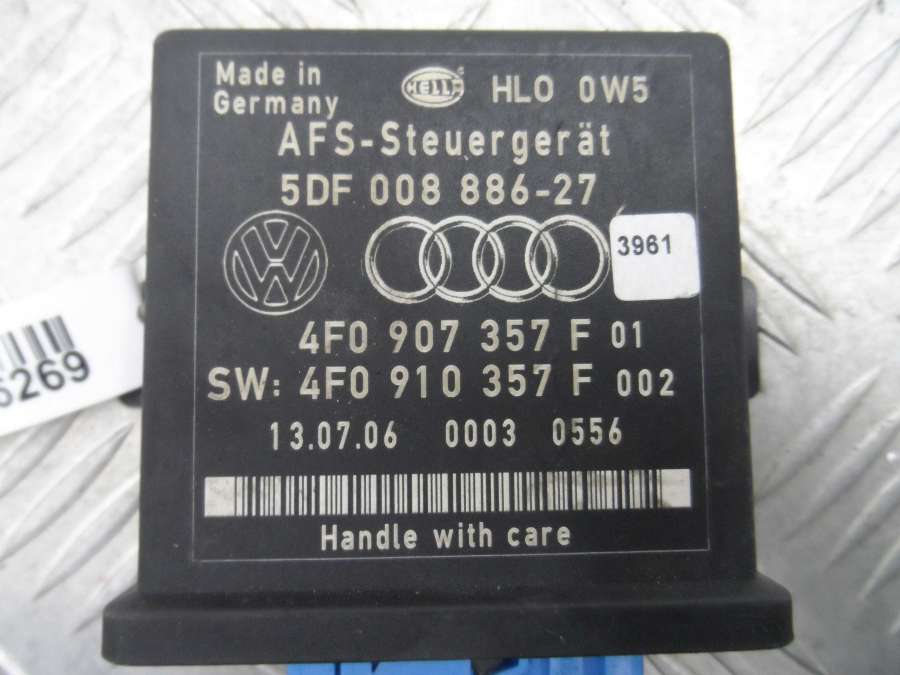 Made in
Germany
HELLA
HLO 0W5
AFS-Steuergerät
5DF 008 886-27
3961
4F0 907 357 F 01
SW: 4F0 910 357 F 002
13.07.06 0003 0556
Handle with care
6269